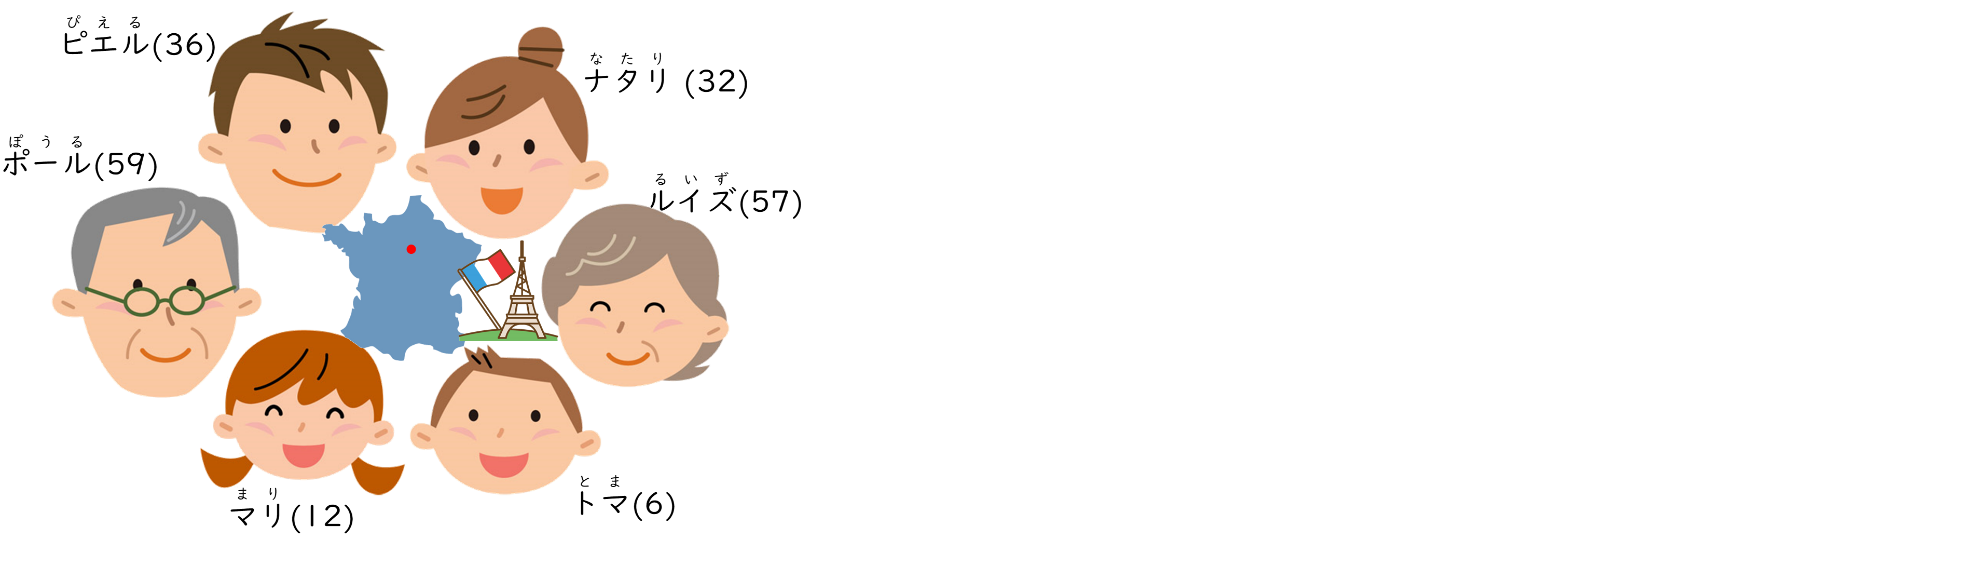 ぴえる
ピエル(36)
なたり
ナタリ (32)
ぽうる
ポール(59)
るいず
ルイズ(57)
まり
マリ(12)
とま
トマ(6)